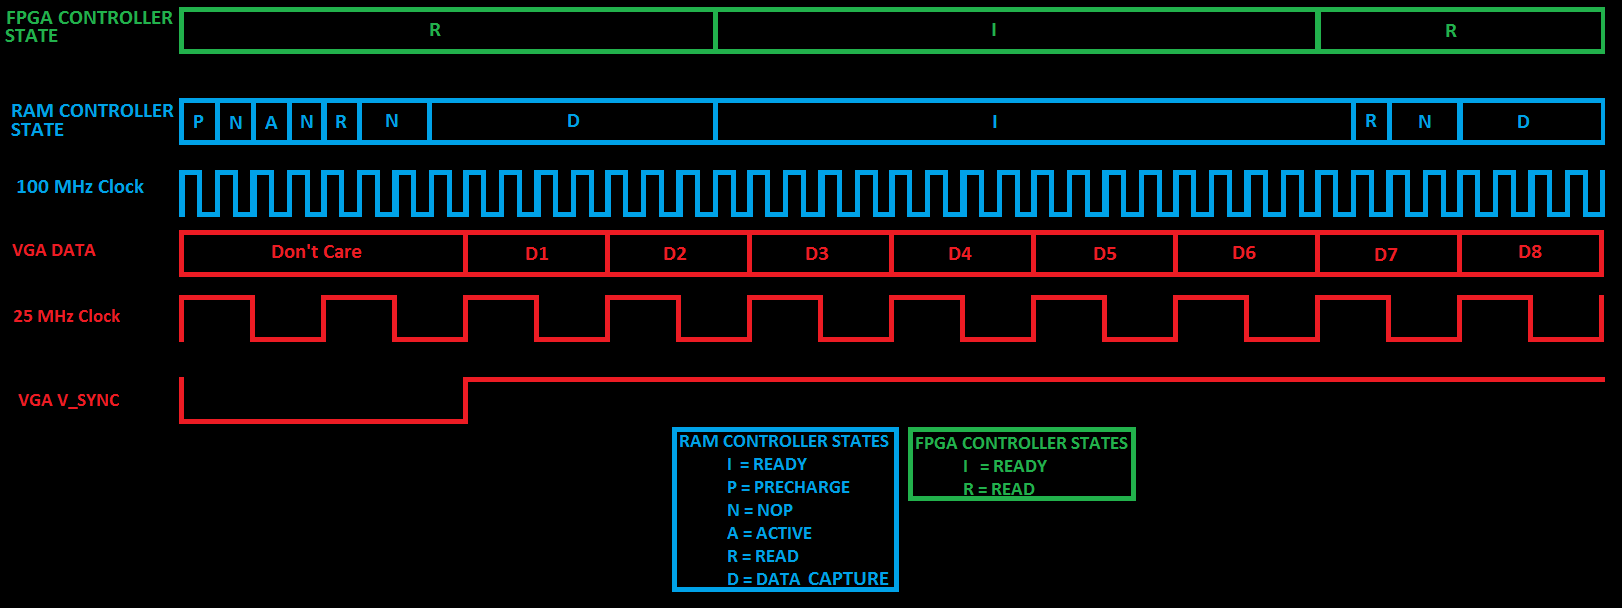 FPGA CONTROLLER
STATE
R
I
R
RAM CONTROLLER
STATE
P
N
A
N
R
N
D
I
R
N
D
100 MHz Clock
VGA DATA
Don't Care
D1
D2
D3
D4
D5
D6
D7
D8
25 MHz Clock
VGA V_SYNC
RAM CONTROLLER STATES
I = READY
P = PRECHARGE
N = NOP
A = ACTIVE
R = READ
D = DATA CAPTURE
FPGA CONTROLLER STATES
I = READY
R = READ